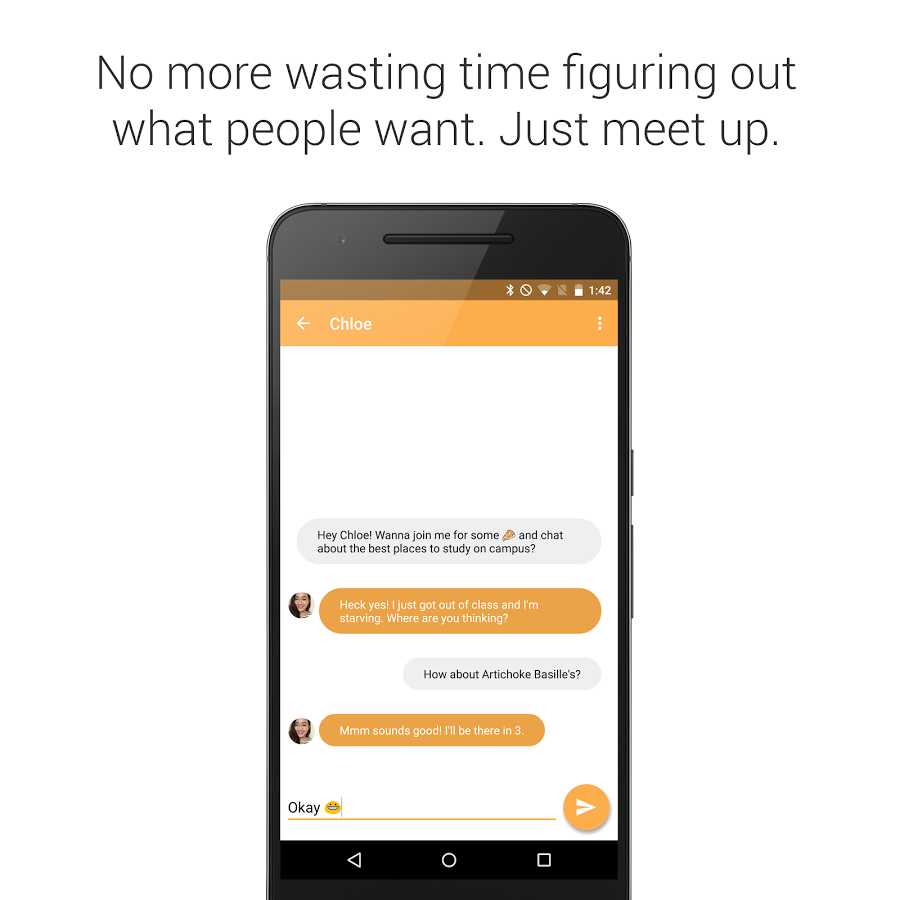 No more wasting time figuring out
what people want. Just meet up.
1:42
Chloe
Hey Chloe! Wanna join me for some 🍕 and chat
about the best places to study on campus?
Heck yes! I just got out of class and I'm
starving. Where are you thinking?
How about Artichoke Basille's?
Mmm sounds good! I'll be there in 3.
Okay 😄